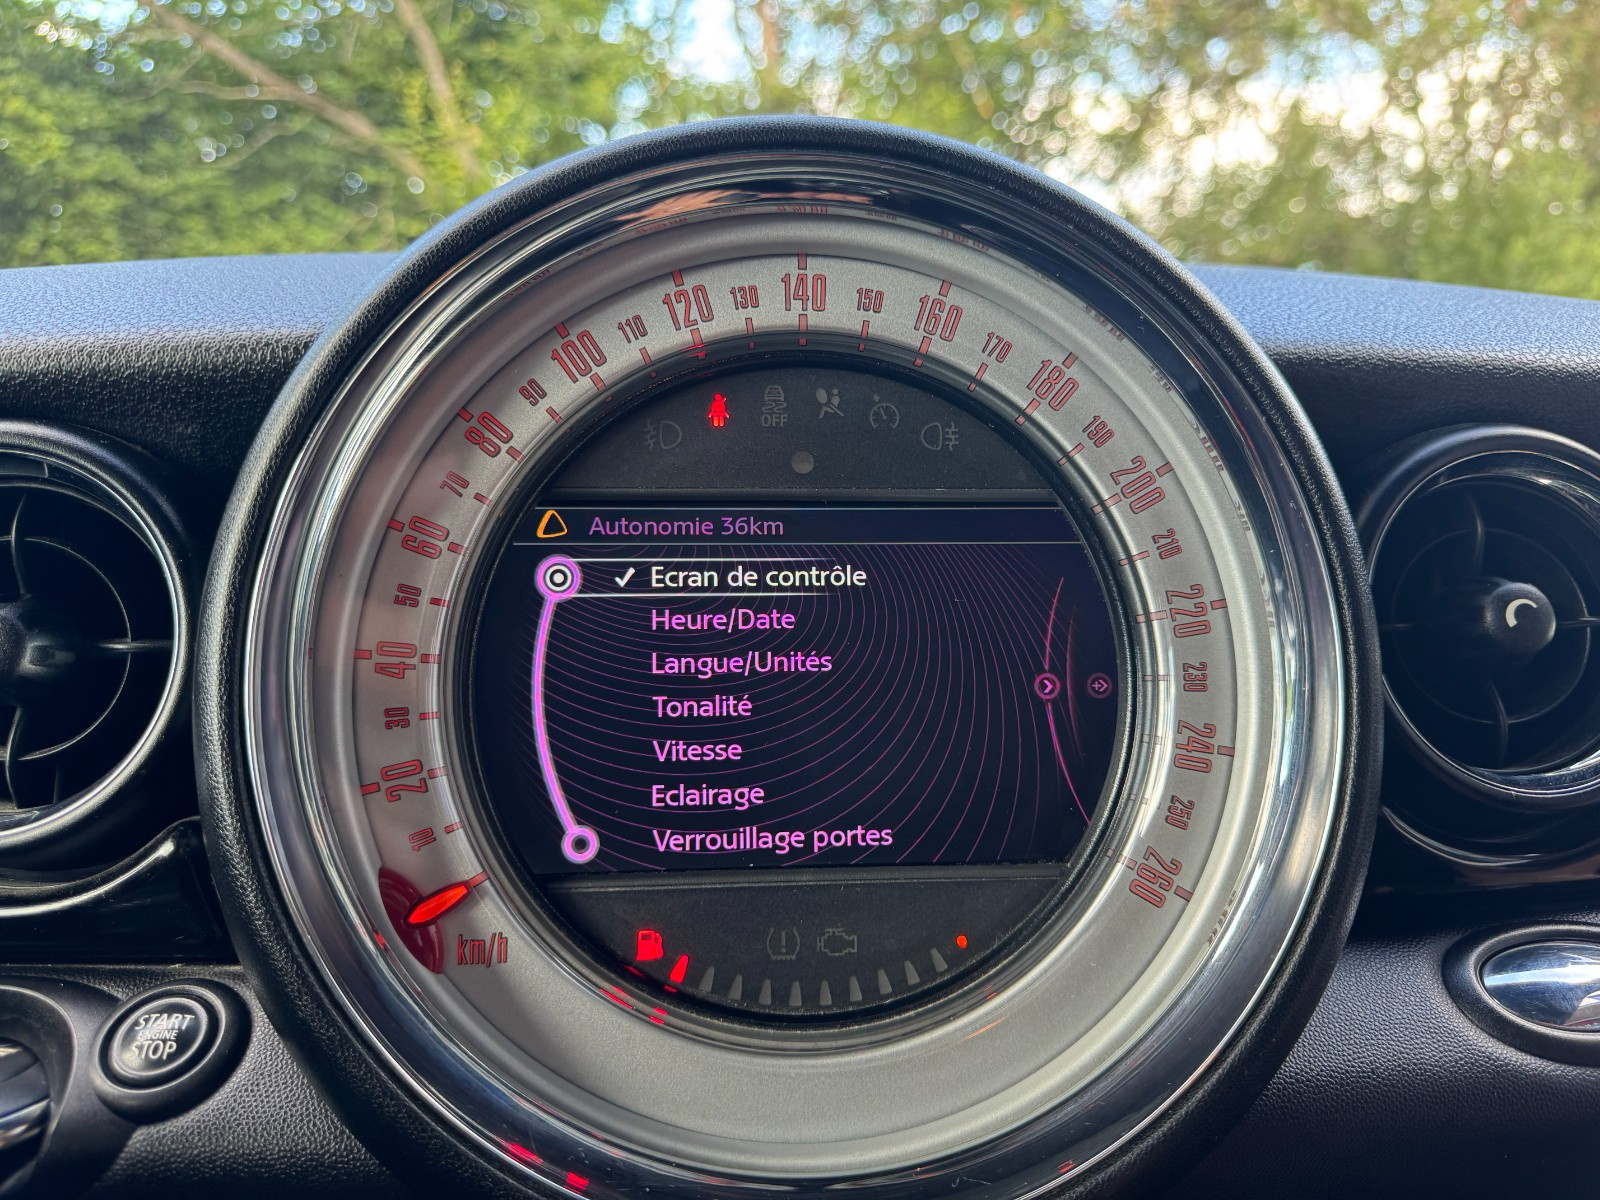 10
20
30
40
50
60
70
80
90
100
110
120
130
140
150
160
170
180
190
200
210
220
230
240
250
260
km/h
OFF
Autonomie 36km
Ecran de contrôle
Heure/Date
Langue/Unités
Tonalité
Vitesse
Eclairage
Verrouillage portes
START
ENGINE
STOP